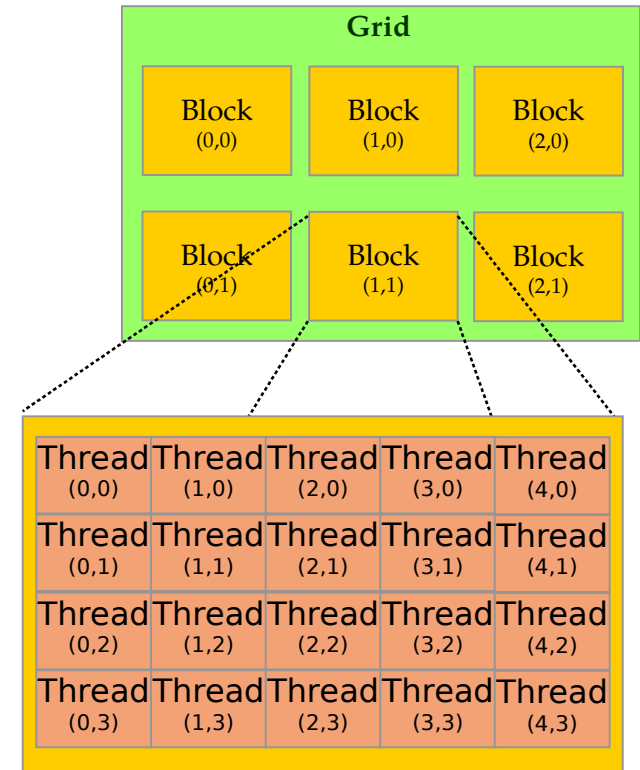 Grid
Block Block Block
(0,0) (1,0) (2,0)
Block Block Block
(0,1) (1,1) (2,1)
Thread Thread Thread Thread Thread
(0,0) (1,0) (2,0) (3,0) (4,0)
Thread Thread Thread Thread Thread
(0,1) (1,1) (2,1) (3,1) (4,1)
Thread Thread Thread Thread Thread
(0,2) (1,2) (2,2) (3,2) (4,2)
Thread Thread Thread Thread Thread
(0,3) (1,3) (2,3) (3,3) (4,3)